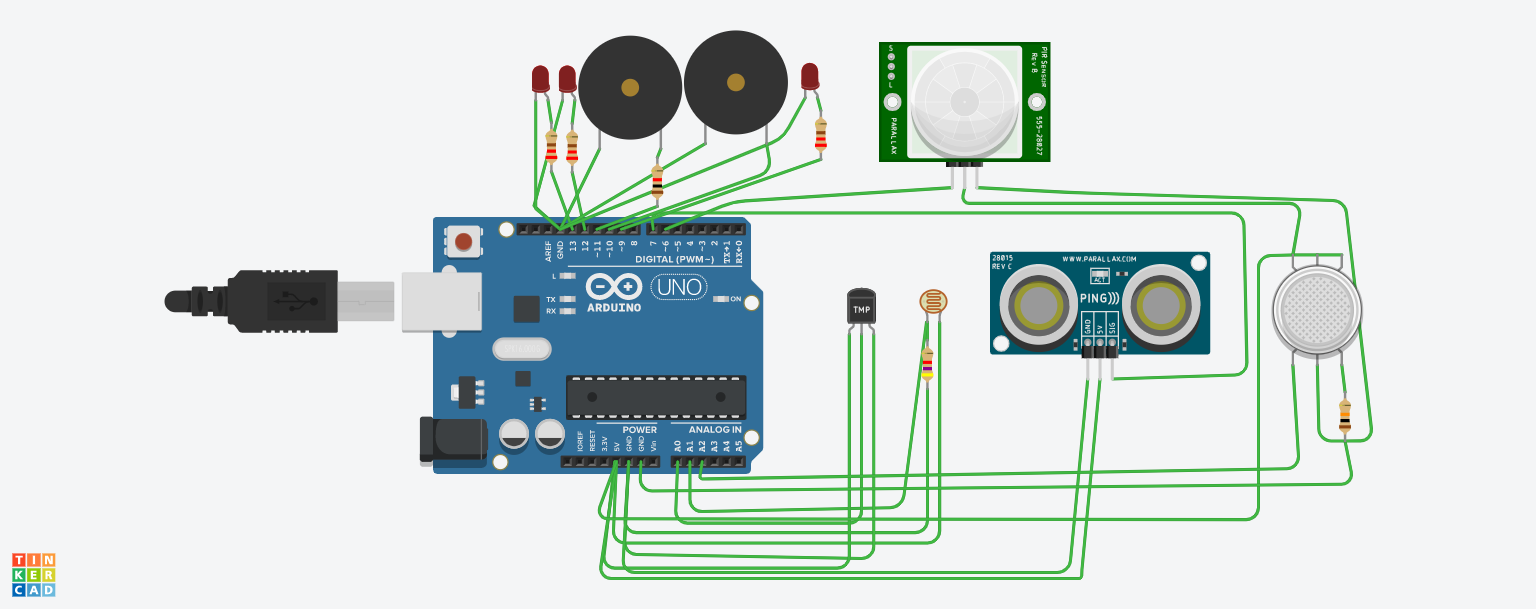 S
L
PARALLAX
PIR SENSOR
REV B
555-28027
AREF
GND
13
12
~11
~10
~9
8
7
~6
~5
4
~3
2
TX→1
RX←0
DIGITAL (PWM~)
L
TX
RX
ARDUINO
UNO
ON
POWER
ANALOG IN
IOREF
RESET
3.3V
5V
GND
GND
Vin
A0
A1
A2
A3
A4
A5
TMP
28015
REV C
WWW.PARALLAX.COM
ACT
PING)))
GND
5V
SIG
TIN
KER
CAD